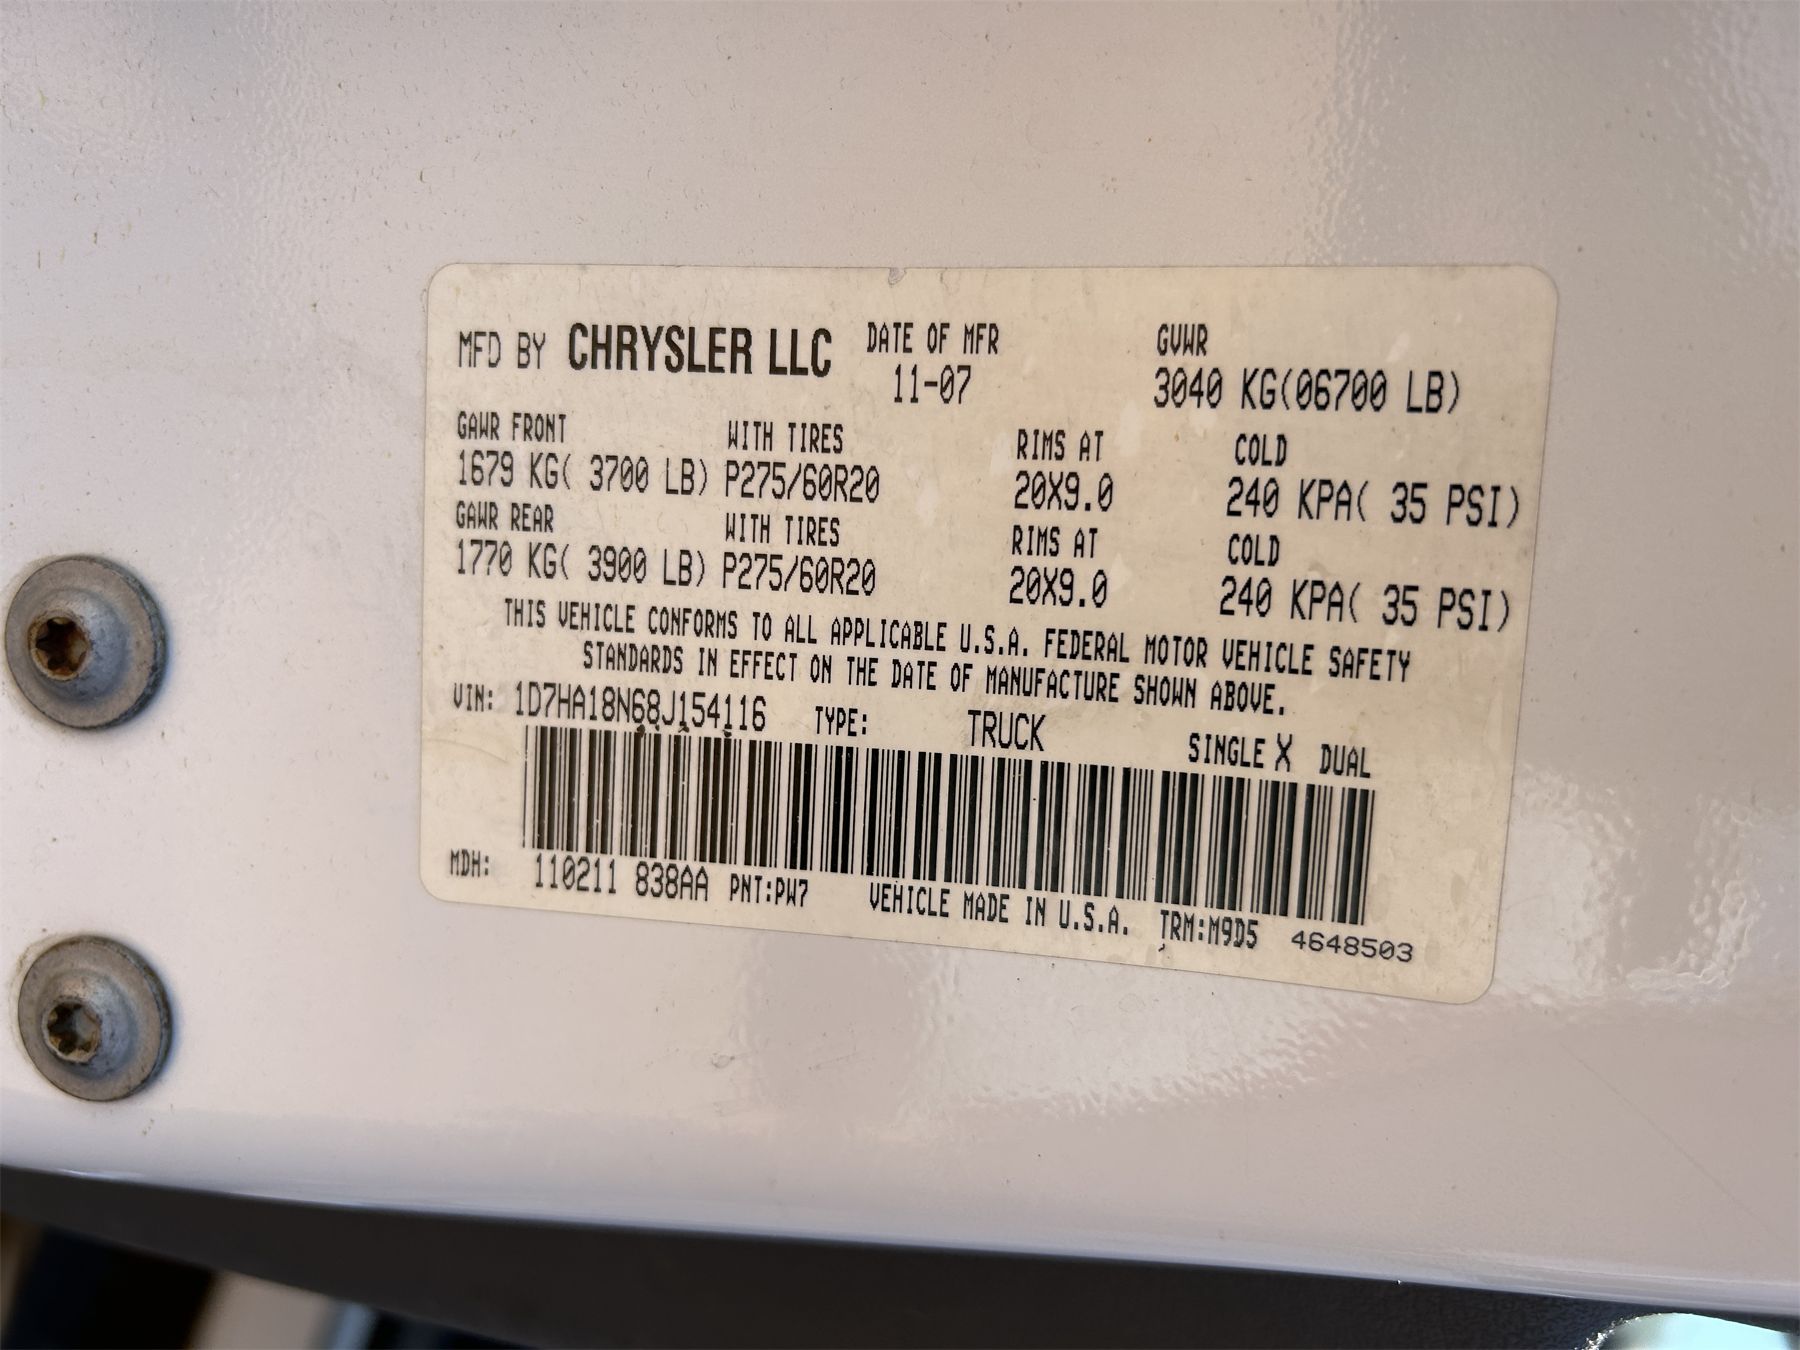 MFD BY CHRYSLER LLC DATE OF MFR GVWR
11-07 3040 KG(06700 LB)
GAWR FRONT WITH TIRES RIMS AT COLD
1679 KG( 3700 LB) P275/60R20 20X9.0 240 KPA( 35 PSI)
GAWR REAR WITH TIRES RIMS AT COLD
1770 KG( 3900 LB) P275/60R20 20X9.0 240 KPA( 35 PSI)
THIS VEHICLE CONFORMS TO ALL APPLICABLE U.S.A. FEDERAL MOTOR VEHICLE SAFETY
STANDARDS IN EFFECT ON THE DATE OF MANUFACTURE SHOWN ABOVE.
VIN: 1D7HA18N68J154116 TYPE: TRUCK SINGLE X DUAL
MDH: 110211 838AA PNT:PW7 VEHICLE MADE IN U.S.A. TRM:M9D5 4648503